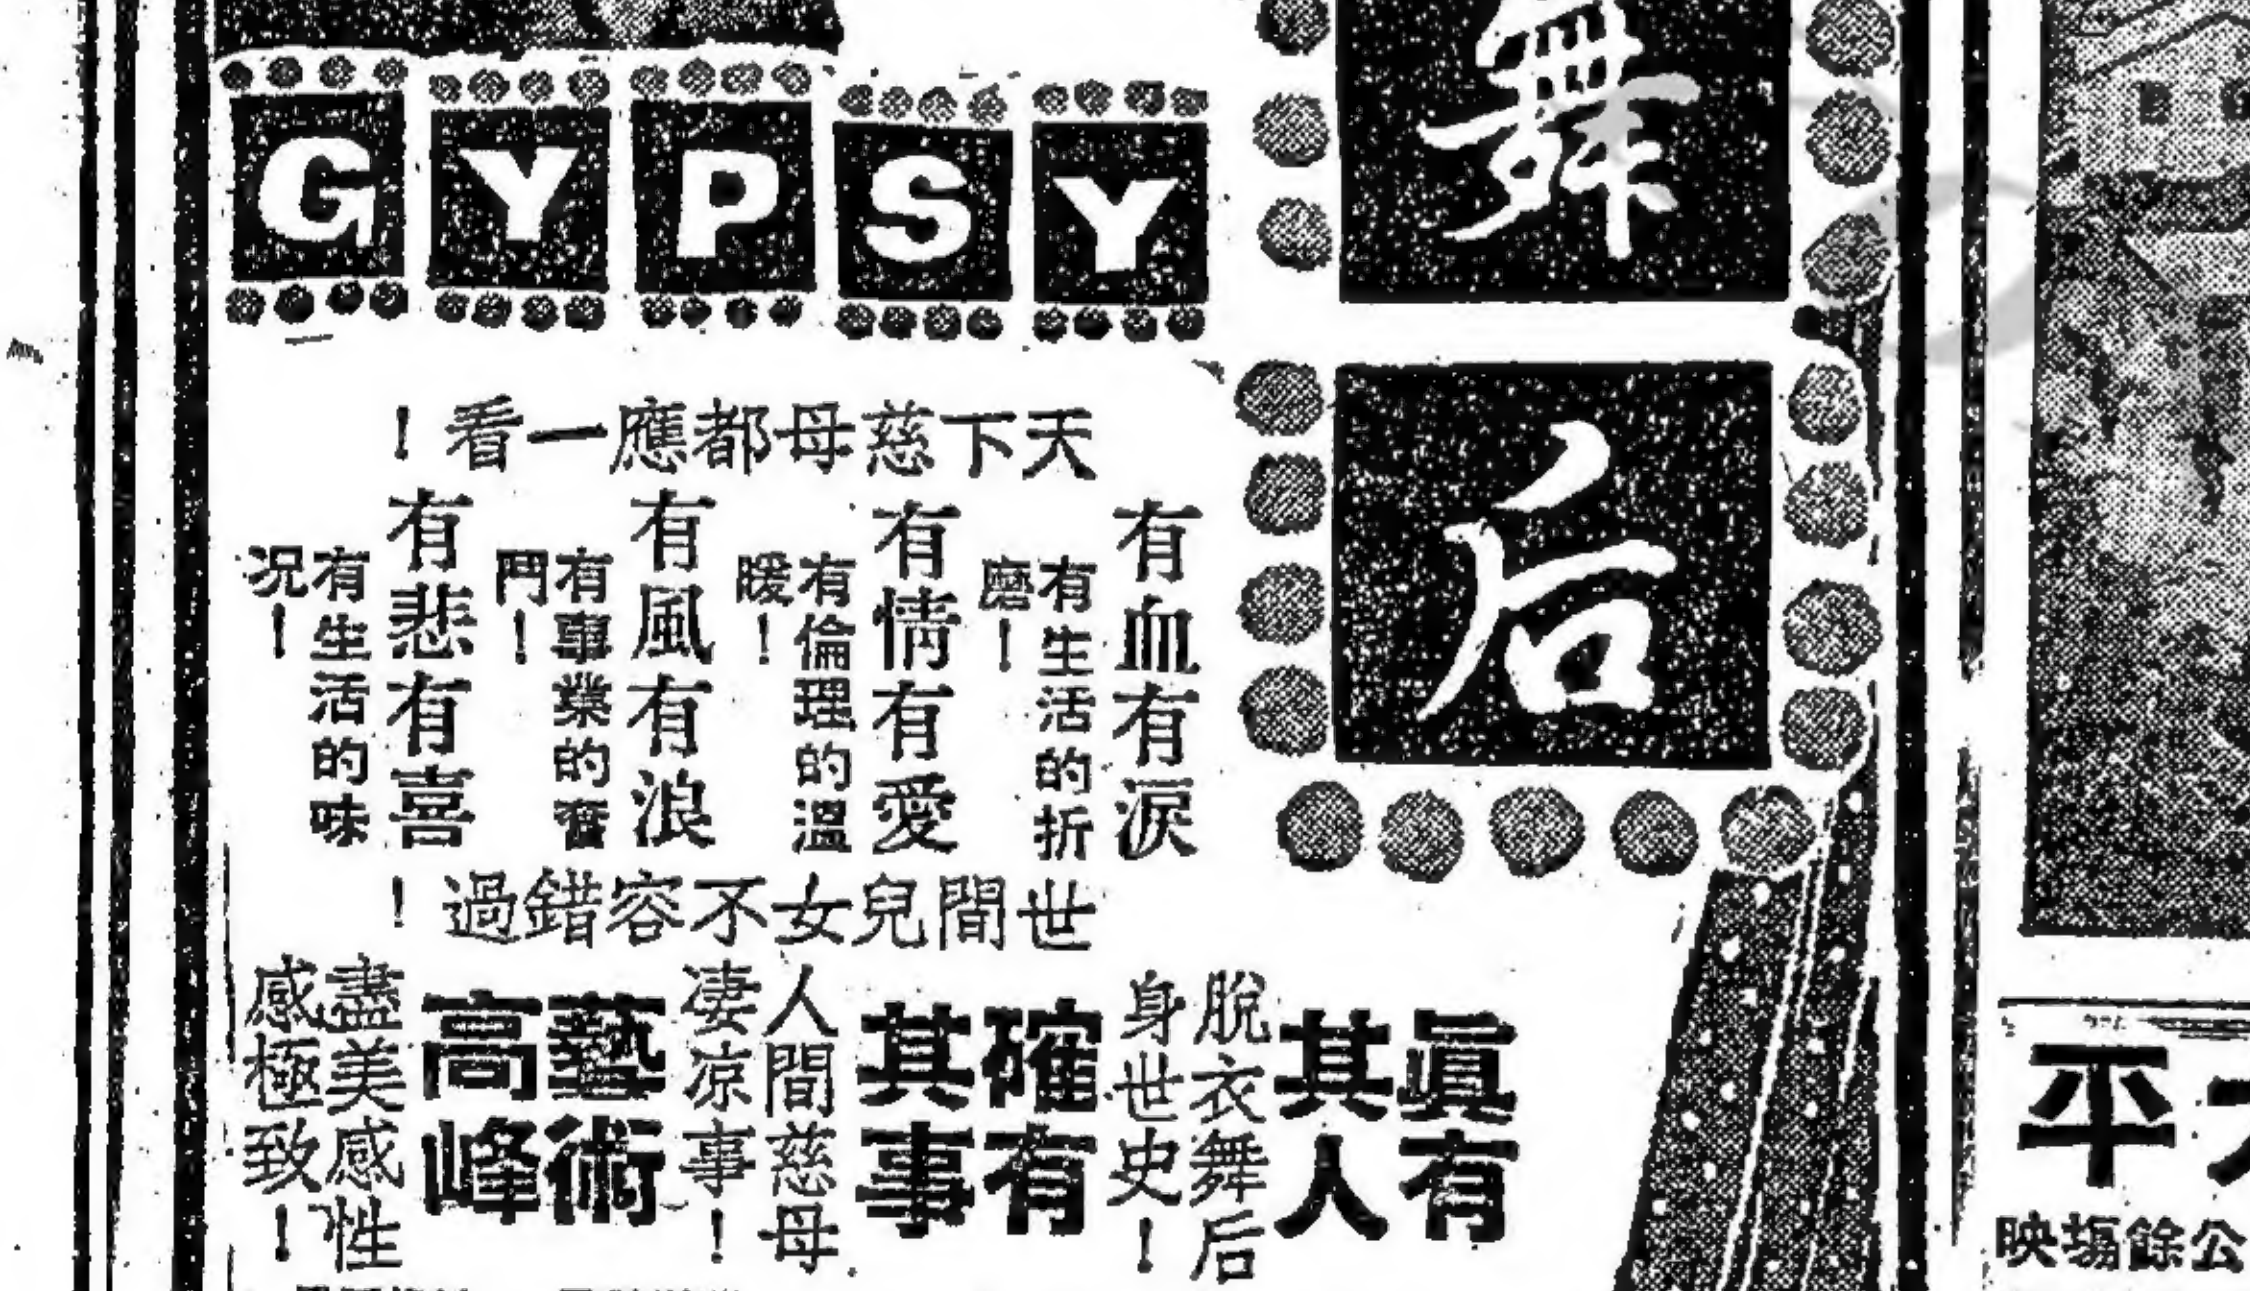 舞后
GYPSY
天下慈母都應一看！
有血有淚
有生活的折
磨！
有情有愛
有倫理的溫
暖！
有風有浪
有事業的奮
鬥！
有悲有喜
有生活的味
況！
世間兒女不容錯過！
眞有
其人
脫衣舞后
身世史！
確有
其事
人間慈母
凄凉事！
藝術
高峰
盡美感性
感極致！
平
公餘場映